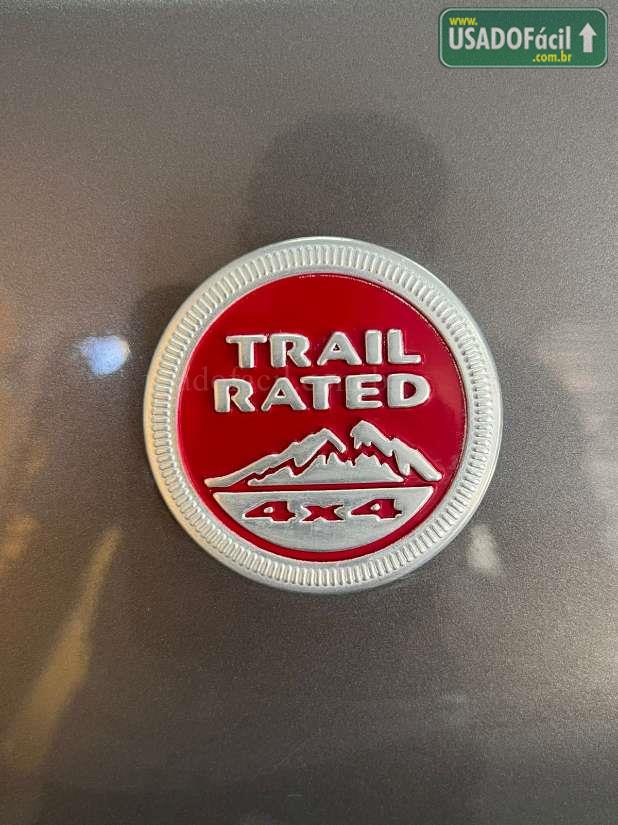 www.
USADOFácil
.com.br
TRAIL
RATED
4x4